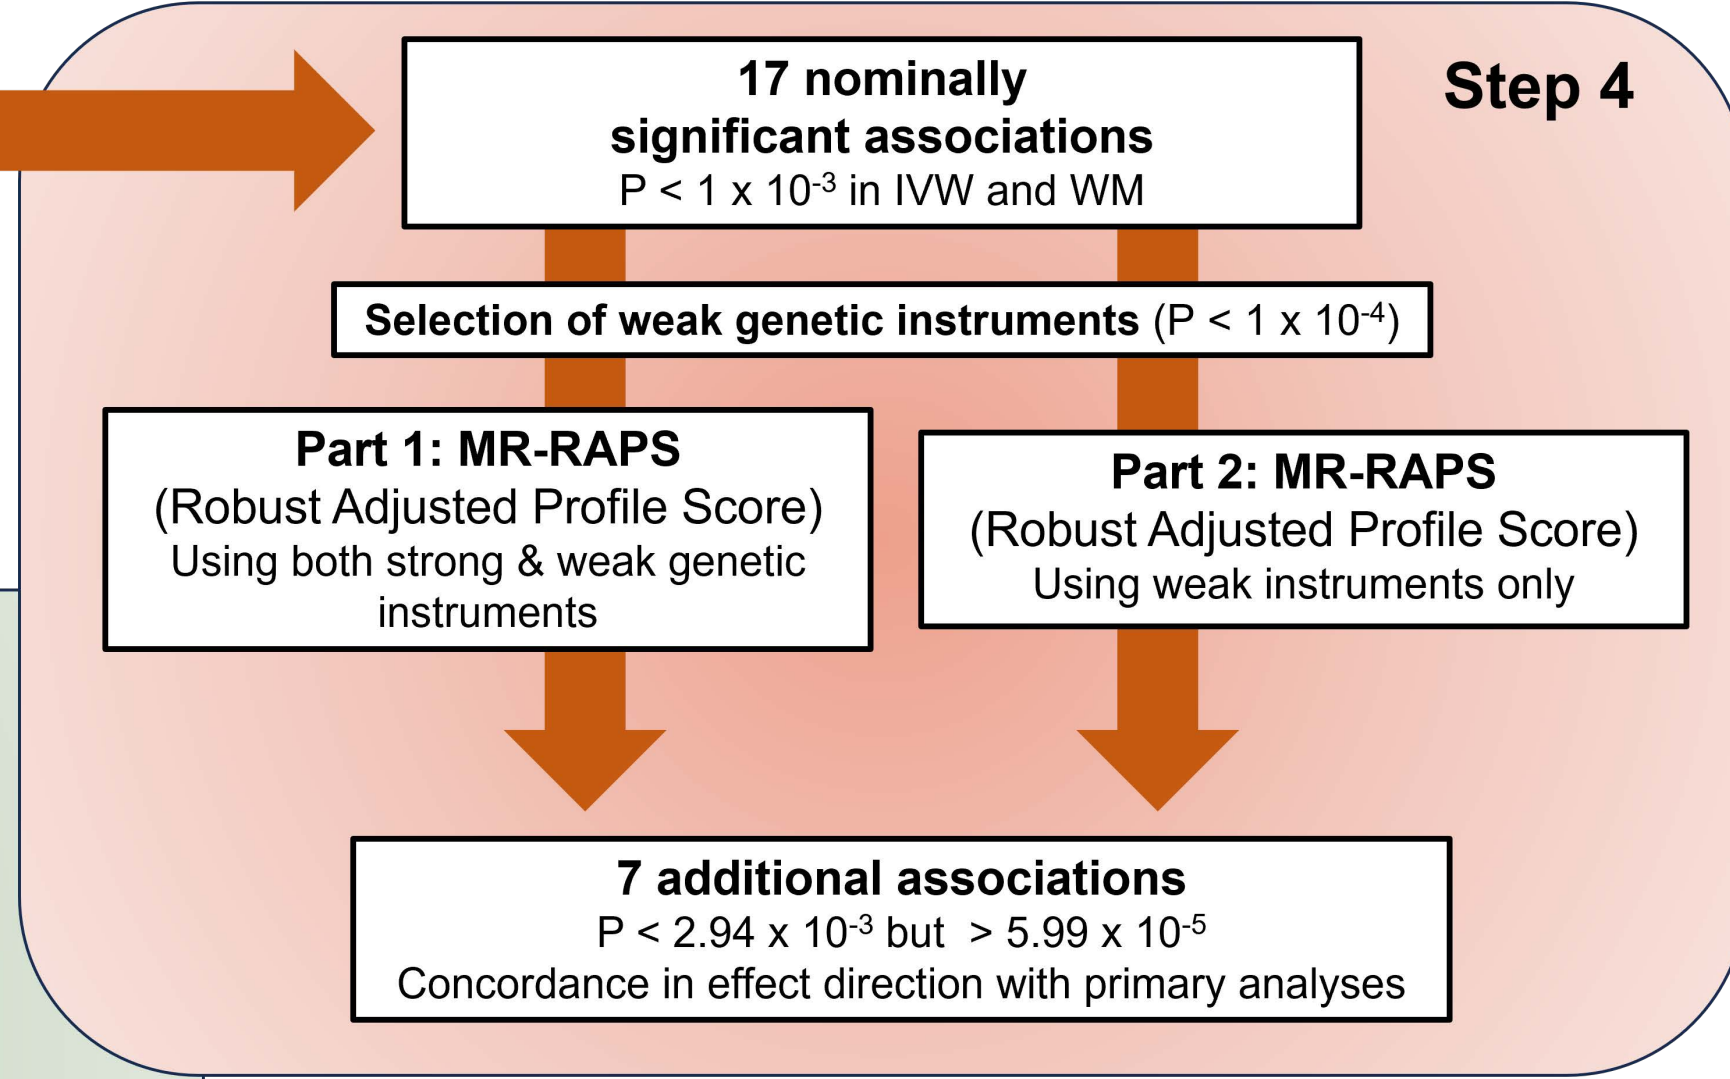 Step 4
17 nominally
significant associations
P < 1 x 10⁻³ in IVW and WM
Selection of weak genetic instruments (P < 1 x 10⁻⁴)
Part 1: MR-RAPS
(Robust Adjusted Profile Score)
Using both strong & weak genetic
instruments
Part 2: MR-RAPS
(Robust Adjusted Profile Score)
Using weak instruments only
7 additional associations
P < 2.94 x 10⁻³ but > 5.99 x 10⁻⁵
Concordance in effect direction with primary analyses